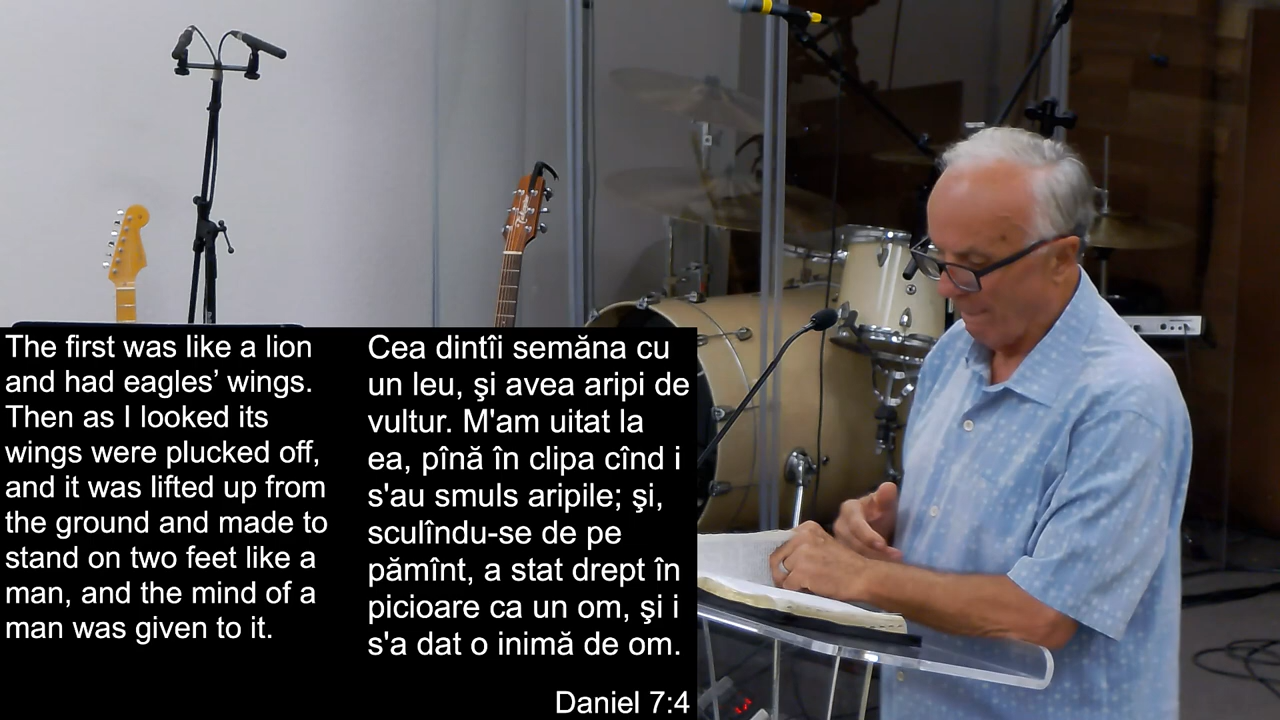 The first was like a lion
and had eagles’ wings.
Then as I looked its
wings were plucked off,
and it was lifted up from
the ground and made to
stand on two feet like a
man, and the mind of a
man was given to it.
Cea dintîi semăna cu
un leu, şi avea aripi de
vultur. M'am uitat la
ea, pînă în clipa cînd i
s'au smuls aripile; şi,
sculîndu-se de pe
pămînt, a stat drept în
picioare ca un om, şi i
s'a dat o inimă de om.
Daniel 7:4